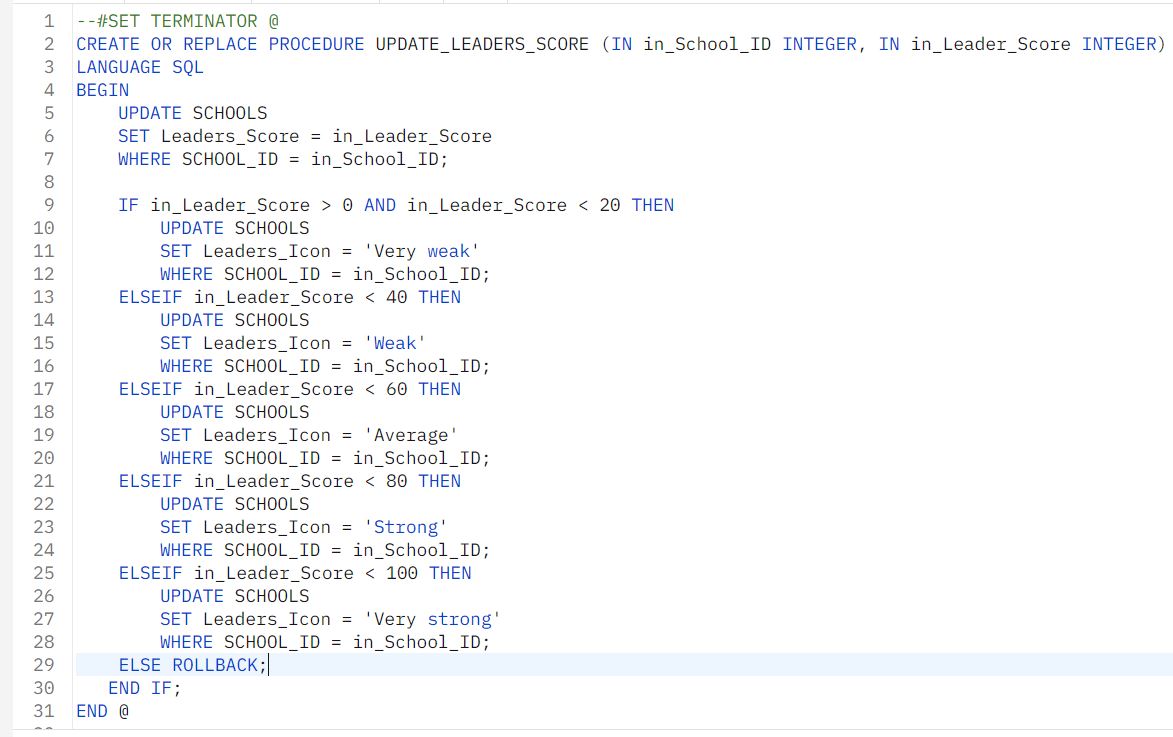 1 --#SET TERMINATOR @
2 CREATE OR REPLACE PROCEDURE UPDATE_LEADERS_SCORE (IN in_School_ID INTEGER, IN in_Leader_Score INTEGER)
3 LANGUAGE SQL
4 BEGIN
5     UPDATE SCHOOLS
6     SET Leaders_Score = in_Leader_Score
7     WHERE SCHOOL_ID = in_School_ID;
8
9     IF in_Leader_Score > 0 AND in_Leader_Score < 20 THEN
10         UPDATE SCHOOLS
11         SET Leaders_Icon = 'Very weak'
12         WHERE SCHOOL_ID = in_School_ID;
13     ELSEIF in_Leader_Score < 40 THEN
14         UPDATE SCHOOLS
15         SET Leaders_Icon = 'Weak'
16         WHERE SCHOOL_ID = in_School_ID;
17     ELSEIF in_Leader_Score < 60 THEN
18         UPDATE SCHOOLS
19         SET Leaders_Icon = 'Average'
20         WHERE SCHOOL_ID = in_School_ID;
21     ELSEIF in_Leader_Score < 80 THEN
22         UPDATE SCHOOLS
23         SET Leaders_Icon = 'Strong'
24         WHERE SCHOOL_ID = in_School_ID;
25     ELSEIF in_Leader_Score < 100 THEN
26         UPDATE SCHOOLS
27         SET Leaders_Icon = 'Very strong'
28         WHERE SCHOOL_ID = in_School_ID;
29     ELSE ROLLBACK;
30    END IF;
31 END @